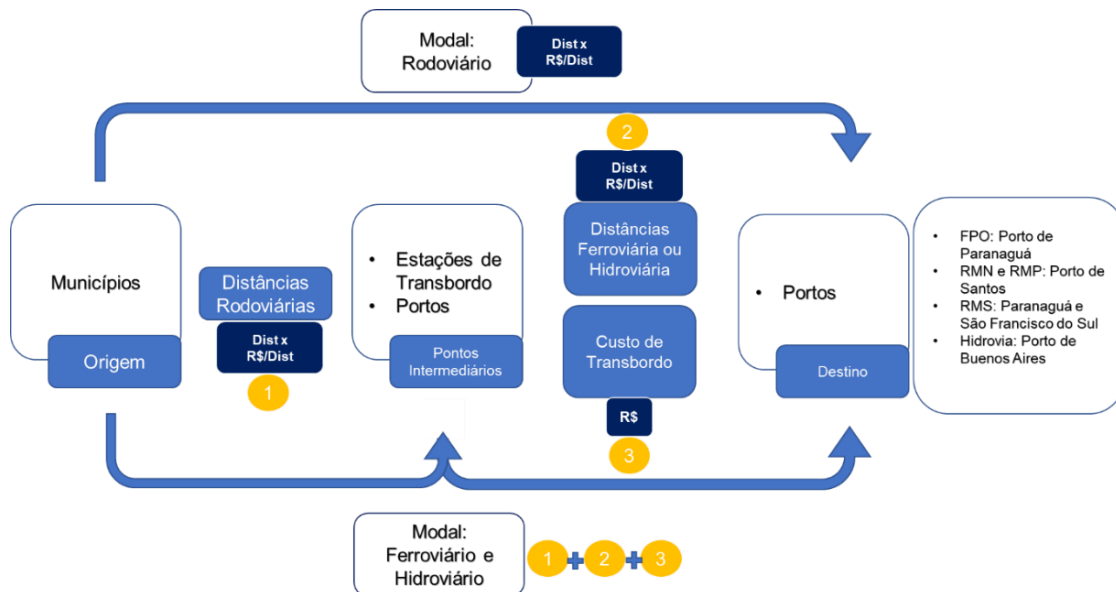 Modal:
Rodoviário
Dist x
R$/Dist
2
Dist x
R$/Dist
Municípios
Origem
Distâncias
Rodoviárias
Dist x
R$/Dist
1
• Estações de
Transbordo
• Portos
Pontos
Intermediários
Distâncias
Ferroviária ou
Hidroviária
Custo de
Transbordo
R$
3
• Portos
Destino
• FPO: Porto de
Paranaguá
• RMN e RMP: Porto de
Santos
• RMS: Paranaguá e
São Francisco do Sul
• Hidrovia: Porto de
Buenos Aires
Modal:
Ferroviário e
Hidroviário
1 + 2 + 3